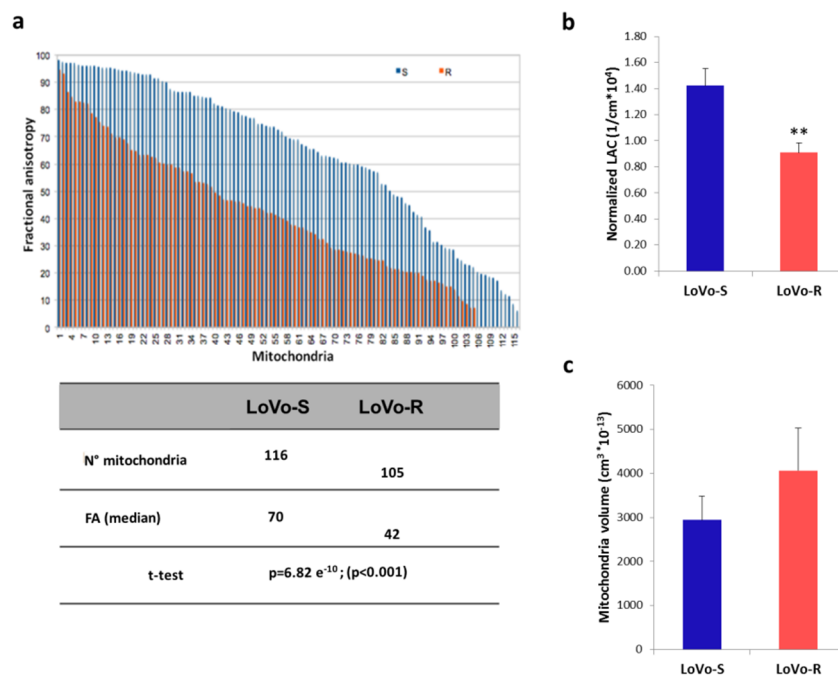 a
Fractional anisotropy
100
90
80
70
60
50
40
30
20
10
0
S R
1 4 7 10 13 16 19 22 25 28 31 34 37 40 43 46 49 52 55 58 61 64 67 70 73 76 79 82 85 88 91 94 97 100 103 106 109 112 115
Mitochondria
LoVo-S LoVo-R
N° mitochondria 116 105
FA (median) 70 42
t-test p=6.82 e⁻¹⁰ ; (p<0.001)
b
Normalized LAC (1/cm*10⁴)
1.80
1.60
1.40
1.20
1.00
0.80
0.60
0.40
0.20
0.00
**
LoVo-S LoVo-R
c
Mitochondria volume (cm³ *10⁻¹³)
6000
5000
4000
3000
2000
1000
0
LoVo-S LoVo-R